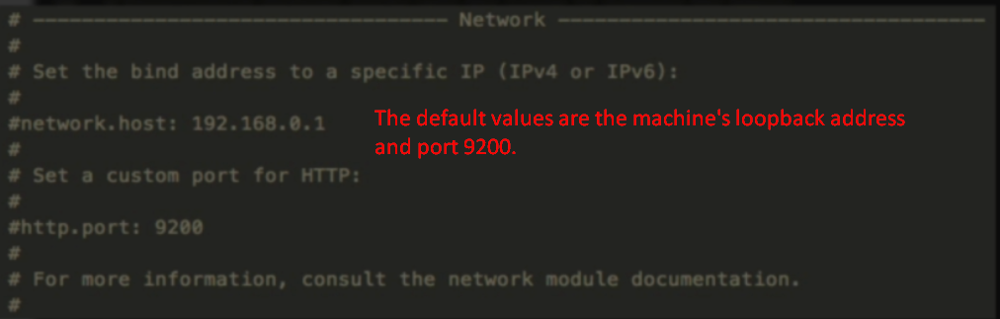 # ———————————————————————————————— Network ————————————————————————————————
#
# Set the bind address to a specific IP (IPv4 or IPv6):
#
#network.host: 192.168.0.1
The default values are the machine's loopback address
and port 9200.
#
# Set a custom port for HTTP:
#
#http.port: 9200
#
# For more information, consult the network module documentation.
#